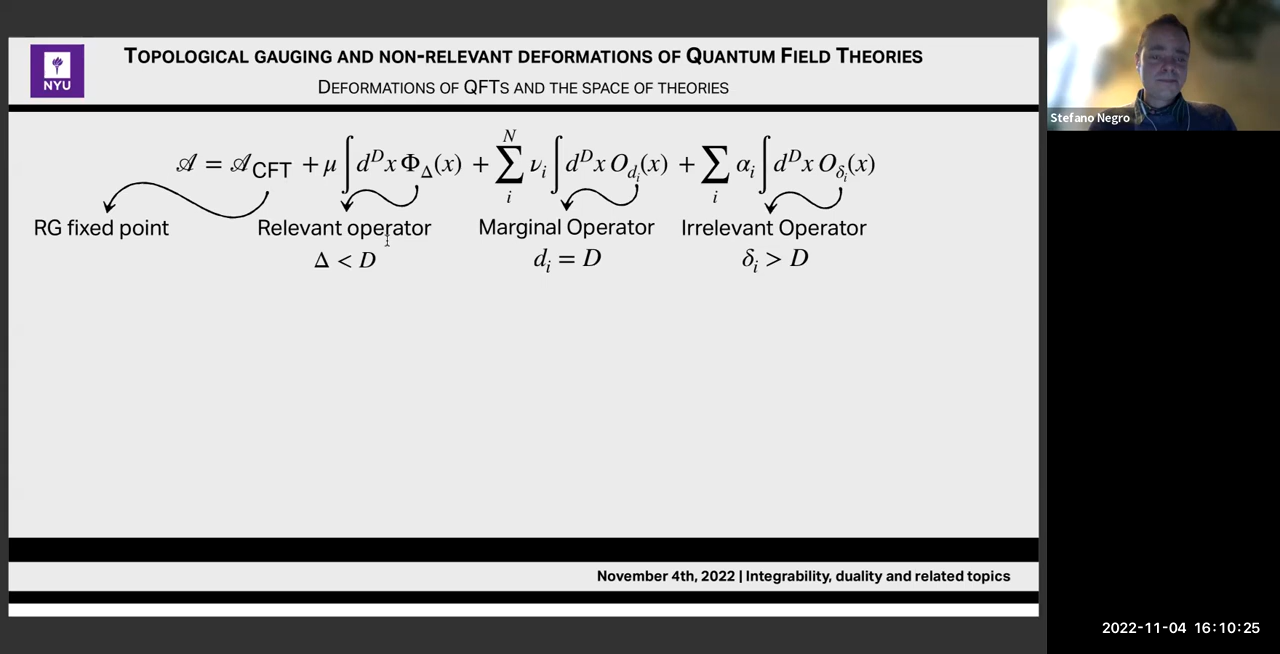 TOPOLOGICAL GAUGING AND NON-RELEVANT DEFORMATIONS OF QUANTUM FIELD THEORIES
NYU
DEFORMATIONS OF QFTS AND THE SPACE OF THEORIES
Stefano Negro
𝒜 = 𝒜_CFT + μ ∫ d^D x Φ_Δ(x) + ∑_i^N ν_i ∫ d^D x O_{d_i}(x) + ∑_i α_i ∫ d^D x O_{δ_i}(x)
RG fixed point Relevant operator Marginal Operator Irrelevant Operator
Δ < D d_i = D δ_i > D
November 4th, 2022 | Integrability, duality and related topics
2022-11-04 16:10:25